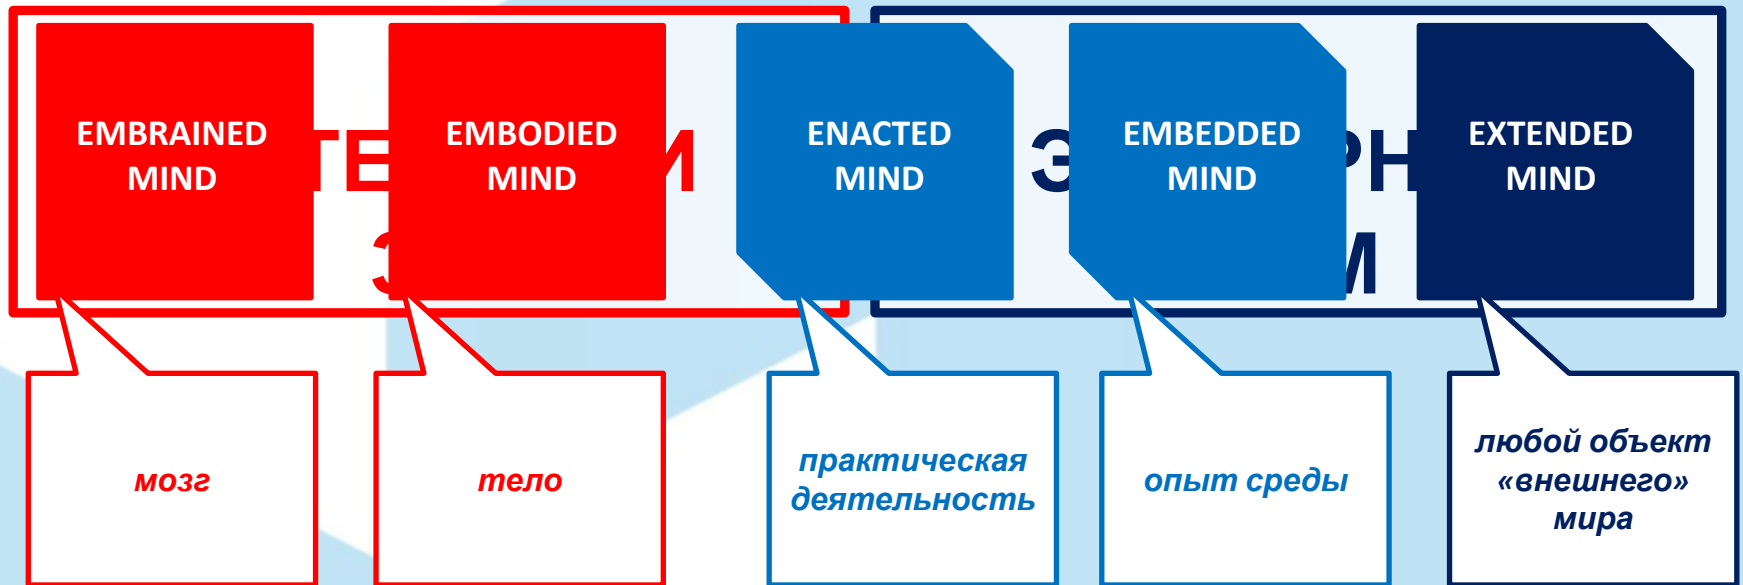 EMBRAINED
MIND
EMBODIED
MIND
ENACTED
MIND
EMBEDDED
MIND
EXTENDED
MIND
мозг
тело
практическая
деятельность
опыт среды
любой объект
«внешнего»
мира